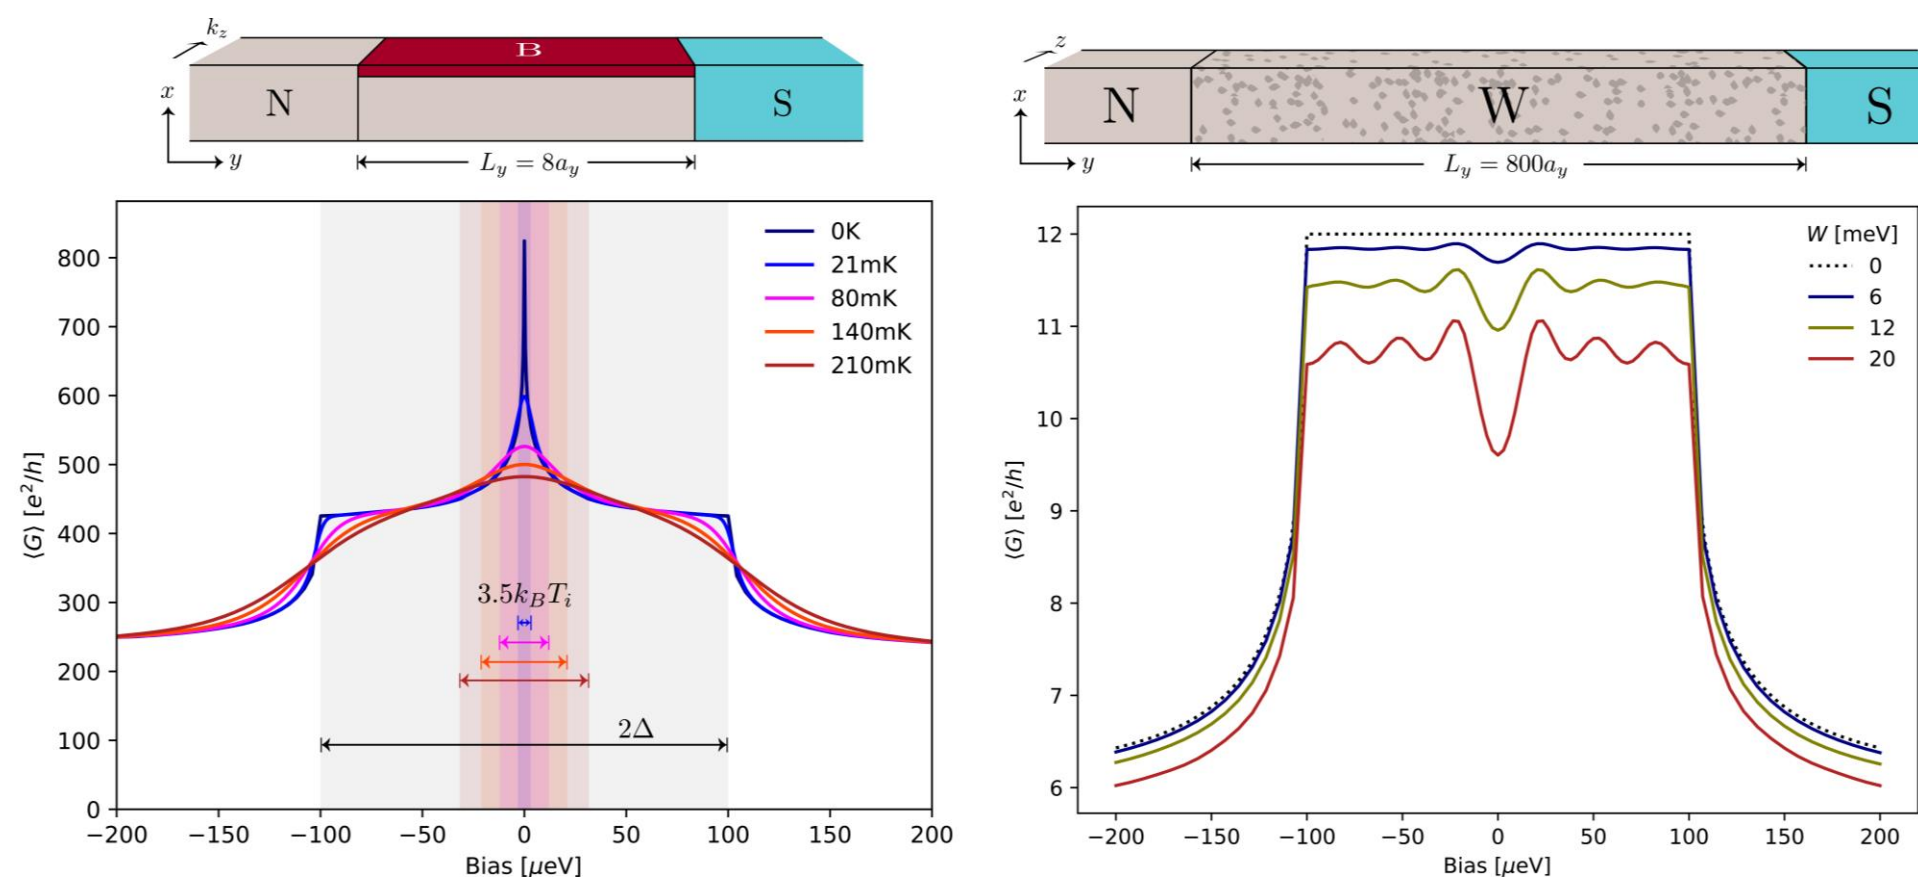 k_z
B
N
S
x
y
L_y = 8a_y
800
700
600
500
400
300
200
100
0
⟨G⟩ [e²/h]
0K
21mK
80mK
140mK
210mK
3.5k_BT_i
2Δ
−200
−150
−100
−50
0
50
100
150
200
Bias [μeV]
z
N
W
S
x
y
L_y = 800a_y
12
11
10
9
8
7
6
⟨G⟩ [e²/h]
W [meV]
0
6
12
20
−200
−150
−100
−50
0
50
100
150
200
Bias [μeV]